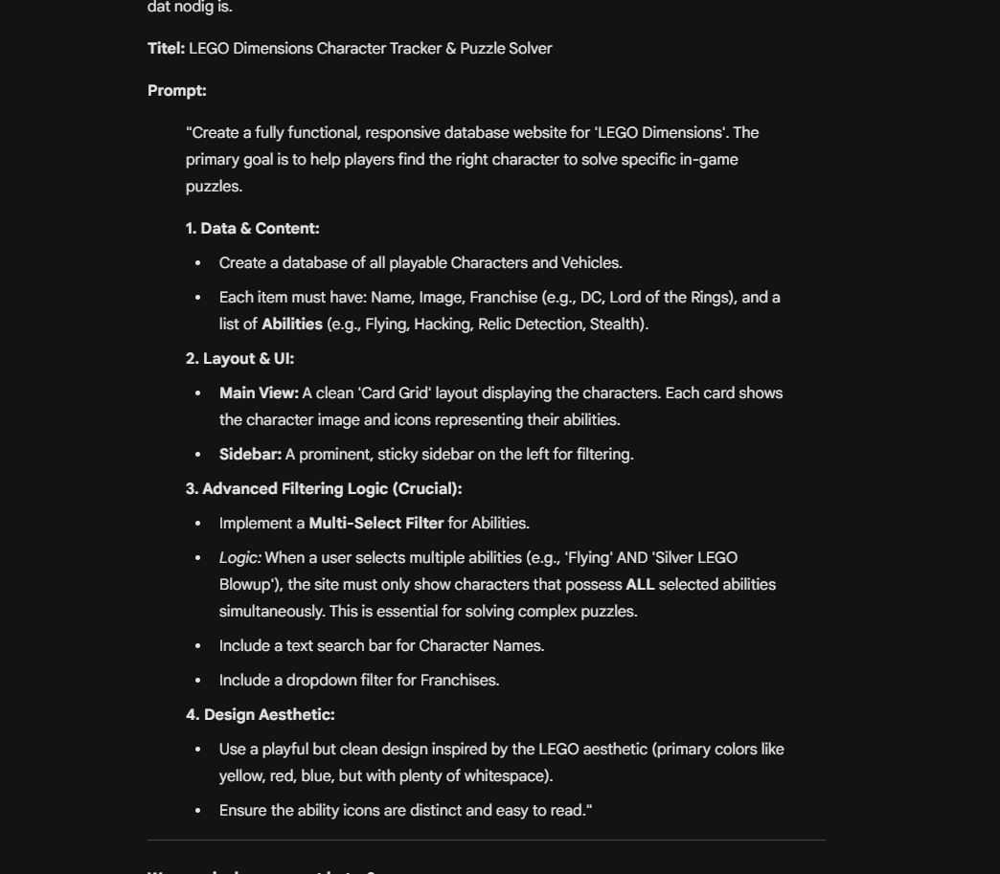 dat nodig is.
Titel: LEGO Dimensions Character Tracker & Puzzle Solver
Prompt:
"Create a fully functional, responsive database website for 'LEGO Dimensions'. The
primary goal is to help players find the right character to solve specific in-game
puzzles.
1. Data & Content:
• Create a database of all playable Characters and Vehicles.
• Each item must have: Name, Image, Franchise (e.g., DC, Lord of the Rings), and a
list of Abilities (e.g., Flying, Hacking, Relic Detection, Stealth).
2. Layout & UI:
• Main View: A clean 'Card Grid' layout displaying the characters. Each card shows
the character image and icons representing their abilities.
• Sidebar: A prominent, sticky sidebar on the left for filtering.
3. Advanced Filtering Logic (Crucial):
• Implement a Multi-Select Filter for Abilities.
• Logic: When a user selects multiple abilities (e.g., 'Flying' AND 'Silver LEGO
Blowup'), the site must only show characters that possess ALL selected abilities
simultaneously. This is essential for solving complex puzzles.
• Include a text search bar for Character Names.
• Include a dropdown filter for Franchises.
4. Design Aesthetic:
• Use a playful but clean design inspired by the LEGO aesthetic (primary colors like
yellow, red, blue, but with plenty of whitespace).
• Ensure the ability icons are distinct and easy to read."